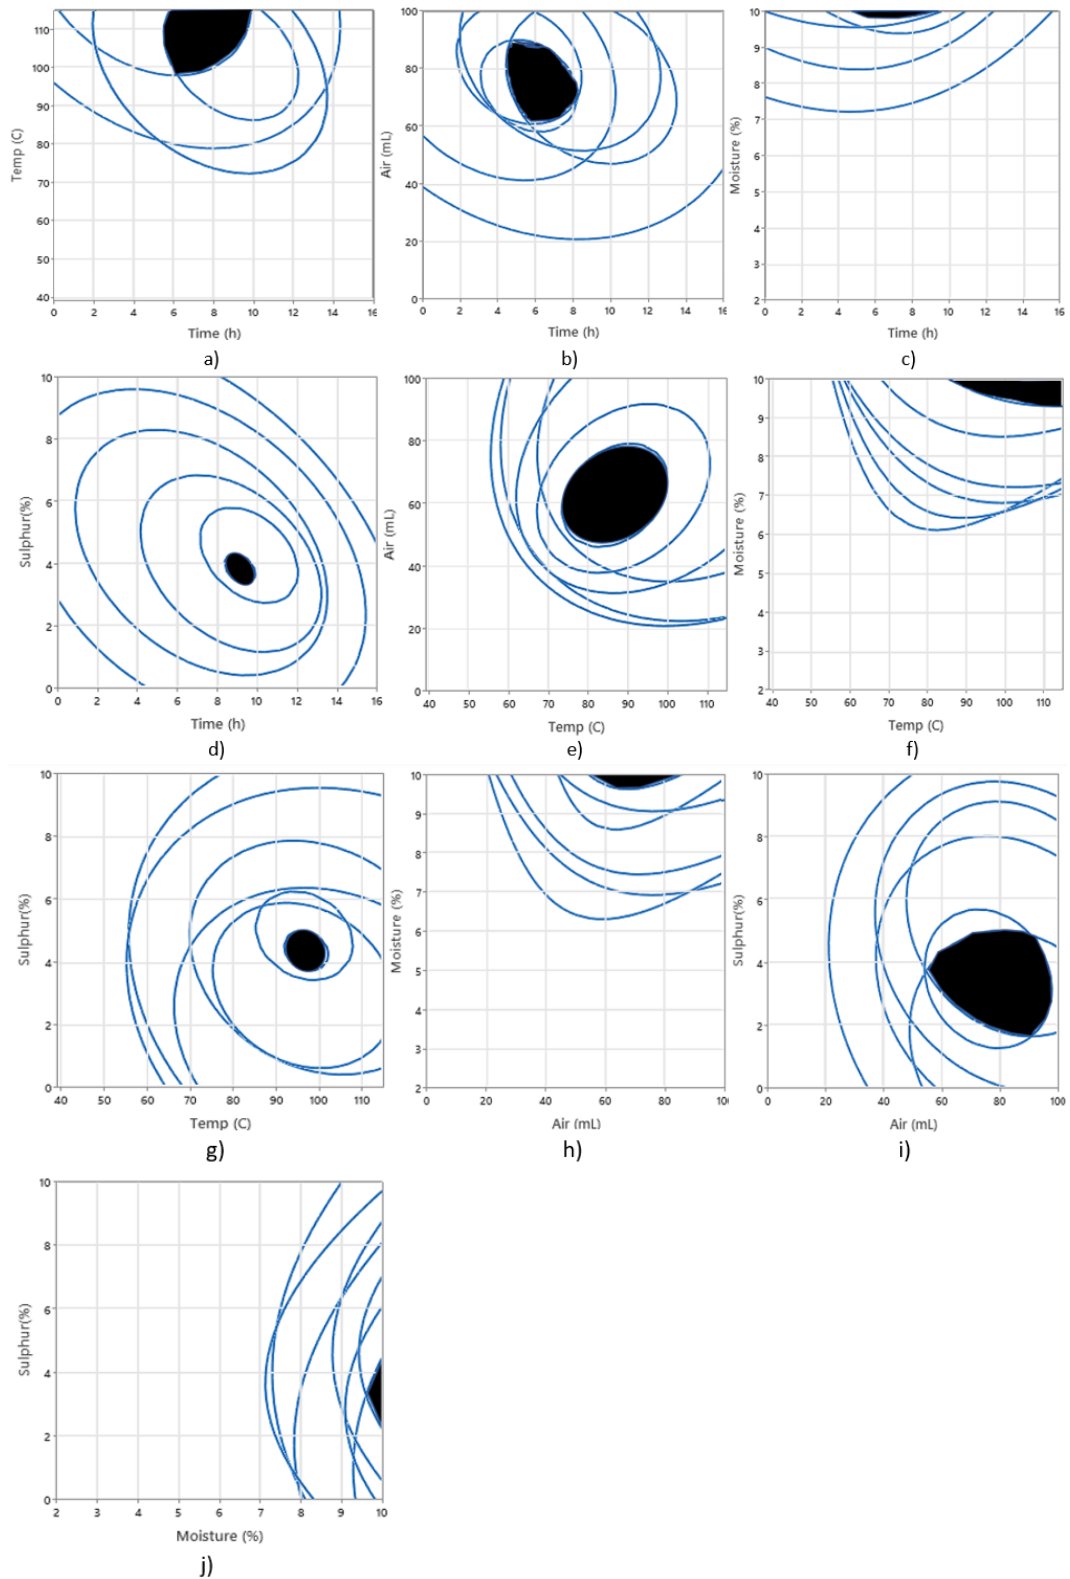 110
100
90
80
70
60
50
40
Temp (C)
0 2 4 6 8 10 12 14 16
Time (h)
a)
100
80
60
40
20
0
Air (mL)
0 2 4 6 8 10 12 14 16
Time (h)
b)
10
9
8
7
6
5
4
3
2
Moisture (%)
0 2 4 6 8 10 12 14 16
Time (h)
c)
10
8
6
4
2
0
Sulphur(%)
0 2 4 6 8 10 12 14 16
Time (h)
d)
100
80
60
40
20
0
Air (mL)
40 50 60 70 80 90 100 110
Temp (C)
e)
10
9
8
7
6
5
4
3
2
Moisture (%)
40 50 60 70 80 90 100 110
Temp (C)
f)
10
8
6
4
2
0
Sulphur(%)
40 50 60 70 80 90 100 110
Temp (C)
g)
10
9
8
7
6
5
4
3
2
Moisture (%)
0 20 40 60 80 100
Air (mL)
h)
10
8
6
4
2
0
Sulphur(%)
0 20 40 60 80 100
Air (mL)
i)
10
8
6
4
2
0
Sulphur(%)
2 3 4 5 6 7 8 9 10
Moisture (%)
j)